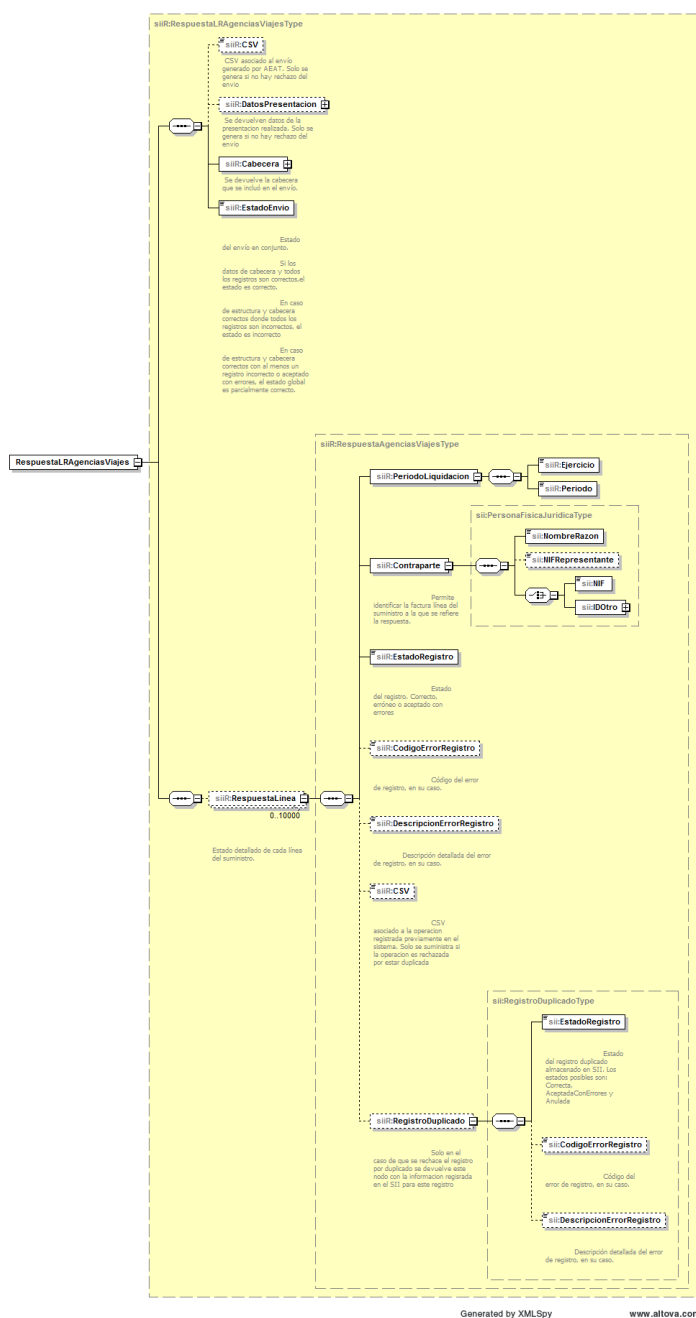 siiR:RespuestaLRAgenciasViajesType
siiR:CSV
CSV asociado al envío
generado por AEAT. Solo se
genera si no hay rechazo del
envio
siiR:DatosPresentacion
Se devuelven datos de la
presentacion realizada. Solo se
genera si no hay rechazo del
envio
siiR:Cabecera
Se devuelve la cabecera
que se incluó en el envío.
siiR:EstadoEnvio
Estado
del envío en conjunto.
Si los
datos de cabecera y todos
los registros son correctos,el
estado es correcto.
En caso
de estructura y cabecera
correctos donde todos los
registros son incorrectos, el
estado es incorrecto
En caso
de estructura y cabecera
correctos con al menos un
registro incorrecto o aceptado
con errores, el estado global
es parcialmente correcto.
RespuestaLRAgenciasViajes
siiR:RespuestaAgenciasViajesType
siiR:PeriodoLiquidacion
siiR:Ejercicio
siiR:Periodo
sii:PersonaFisicaJuridicaType
siiR:Contraparte
Permite
identificar la factura línea del
suministro a la que se refiere
la respuesta.
sii:NombreRazon
sii:NIFRepresentante
sii:NIF
sii:IDOtro
siiR:EstadoRegistro
Estado
del registro. Correcto,
erróneo o aceptado con
errores
siiR:CodigoErrorRegistro
Código del error
de registro, en su caso.
siiR:RespuestaLinea
0..10000
Estado detallado de cada línea
del suministro.
siiR:DescripcionErrorRegistro
Descripción detallada del error
de registro, en su caso.
siiR:CSV
CSV
asociado a la operacion
registrada previamente en el
sistema. Solo se suministra si
la operacion es rechazada
por estar duplicada
siiR:RegistroDuplicado
Solo en el
caso de que se rechace el registro
por duplicado se devuelve este
nodo con la informacion regisrada
en el SII para este registro
sii:RegistroDuplicadoType
sii:EstadoRegistro
Estado
del registro duplicado
almacenado en SII. Los
estados posibles son:
Correcta,
AceptadaConErrores y
Anulada
sii:CodigoErrorRegistro
Código del
error de registro, en su caso.
sii:DescripcionErrorRegistro
Descripción detallada del error
de registro, en su caso.
Generated by XMLSpy
www.altova.com